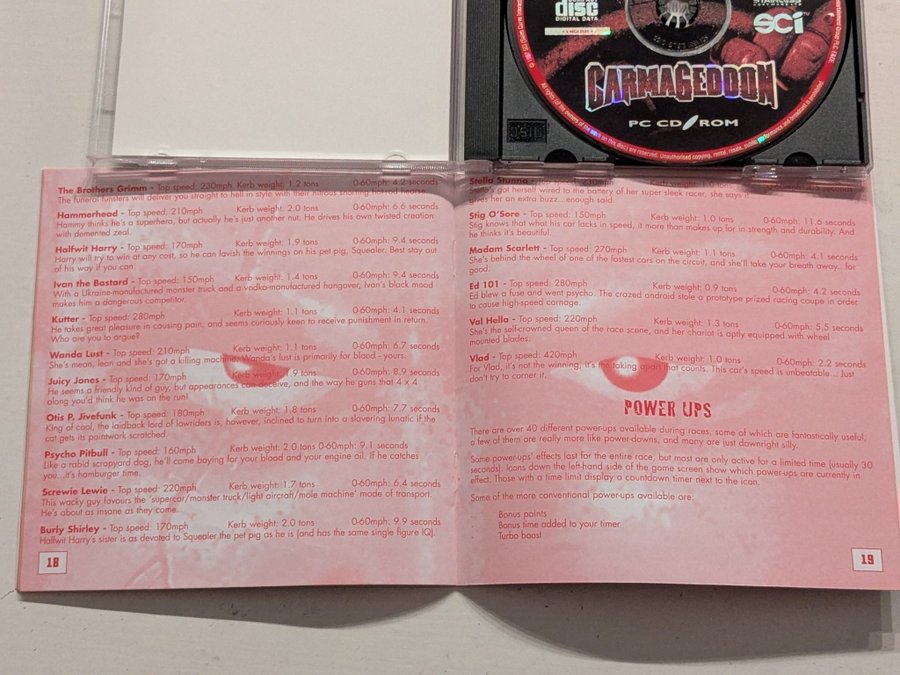 COMPACT
disc
DIGITAL DATA
STAINLESS
SCi
CARMAGEDDON
PC CD ROM
The Brothers Grimm - Top speed: 230mph Kerb weight: 1.2 tons 0-60mph: 4.2 seconds
The funeral funsters will deliver you straight to hell in style with their nitrous snorting haywired hearse.
Hammerhead - Top speed: 210mph Kerb weight: 2.0 tons 0-60mph: 6.6 seconds
Hammy thinks he's a superhero, but actually he's just another nut. He drives his own twisted creation
with demented zeal.
Halfwit Harry - Top speed: 170mph Kerb weight: 1.9 tons 0-60mph: 9.4 seconds
Harry will try to win at any cost, so he can lavish the winnings on his pet pig, Squealer. Best stay out
of his way if you can.
Ivan the Bastard - Top speed: 150mph Kerb weight: 1.4 tons 0-60mph: 9.4 seconds
With a Ukraine-manufactured monster truck and a vodka-manufactured hangover, Ivan's black mood
makes him a dangerous competitor.
Kutter - Top speed: 280mph Kerb weight: 1.1 tons 0-60mph: 4.1 seconds
He takes great pleasure in causing pain, and seems curiously keen to receive punishment in return.
Who are you to argue?
Wanda Lust - Top speed: 210mph Kerb weight: 1.1 tons 0-60mph: 6.7 seconds
She's mean, lean and she's got a killing machine. Wanda's lust is primarily for blood - yours.
Juicy Jones - Top speed: 170mph .9 tons 0-60mph: 8.9 seconds
He seems a friendly kind of guy, but appearances can deceive, and the way he guns that 4 x 4
along you'd think he was on the run!
Otis P. Jivefunk - Top speed: 180mph Kerb weight: 1.8 tons 0-60mph: 7.7 seconds
King of cool, the laidback lord of lowriders is, however, inclined to turn into a slavering lunatic if the
cat gets its paintwork scratched.
Psycho Pitbull - Top speed: 160mph Kerb weight: 2.0 tons 0-60mph: 9.1 seconds
Like a rabid scrapyard dog, he'll come baying for your blood and your engine oil. If he catches
you...it's hamburger time.
Screwie Lewie - Top speed: 220mph Kerb weight: 1.7 tons 0-60mph: 6.4 seconds
This wacky guy favours the 'supercar/monster truck/light aircraft/mole machine' mode of transport.
He's about as insane as they come.
Burly Shirley - Top speed: 170mph Kerb weight: 2.0 tons 0-60mph: 9.9 seconds
Halfwit Harry's sister is as devoted to Squealer the pet pig as he is (and has the same single figure IQ).
18
Stella Stunna
Stella's got herself wired to the battery of her super sleek racer, she says it
gives her an extra buzz...enough said.
Stig O'Sore - Top speed: 150mph Kerb weight: 1.0 tons 0-60mph: 11.6 seconds
Stig knows that what his car lacks in speed, it more than makes up for in strength and durability. And
he thinks it's beautiful.
Madam Scarlett - Top speed: 270mph Kerb weight: 1.1 tons 0-60mph: 4.1 seconds
She's behind the wheel of one of the fastest cars on the circuit, and she'll take your breath away...for
good.
Ed 101 - Top speed: 280mph Kerb weight: 0.9 tons 0-60mph: 4.2 seconds
Ed blew a fuse and went psycho. The crazed android stole a prototype prized racing coupe in order
to cause high-speed carnage.
Val Hella - Top speed: 220mph Kerb weight: 1.3 tons 0-60mph: 5.5 seconds
She's the self-crowned queen of the race scene, and her chariot is aptly equipped with wheel
mounted blades.
Vlad - Top speed: 420mph Kerb weight: 1.0 tons 0-60mph: 2.2 seconds
For Vlad, it's not the winning, it's the taking apart that counts. This car's speed is unbeatable... Just
don't try to corner it.
POWER UPS
There are over 40 different power-ups available during races, some of which are fantastically useful,
a few of them are really more like power-downs, and many are just downright silly.
Some power-ups' effects last for the entire race, but most are only active for a limited time (usually 30
seconds). Icons down the left-hand side of the game screen show which power-ups are currently in
effect. Those with a time limit display a countdown timer next to the icon.
Some of the more conventional power-ups available are:
Bonus points
Bonus time added to your timer
Turbo boost
19